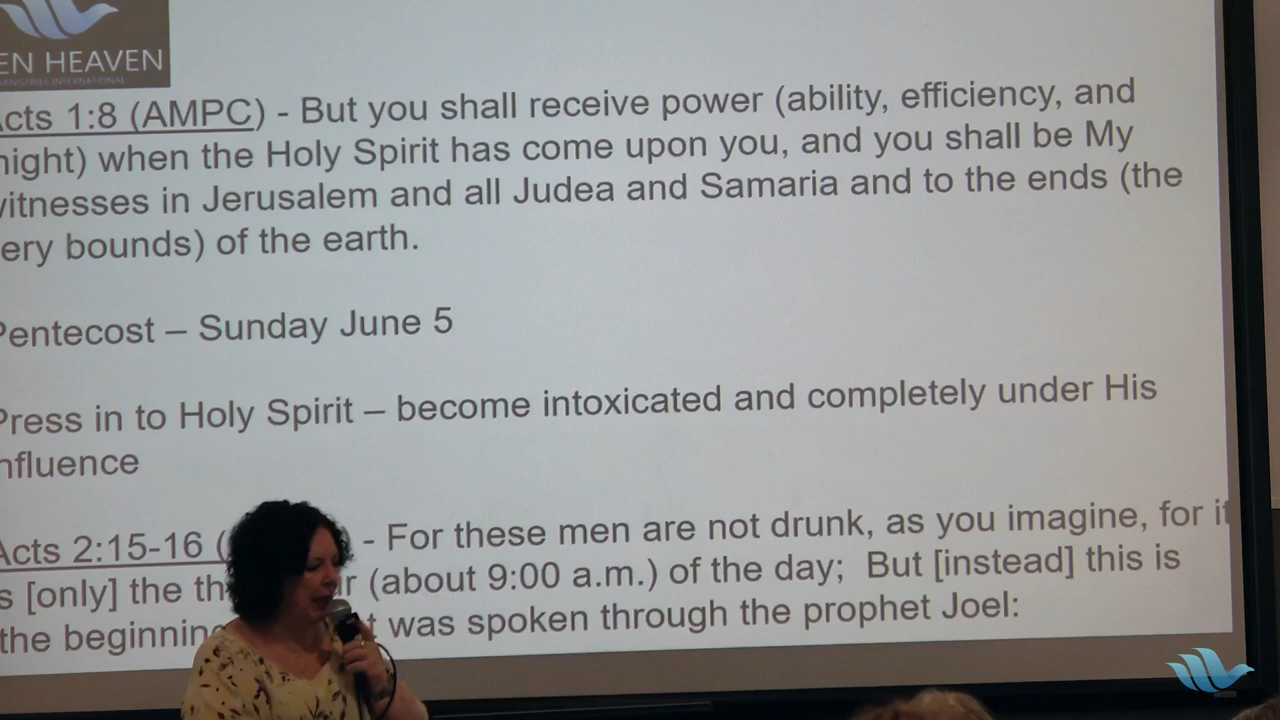 EN HEAVEN
MINISTRIES INTERNATIONAL
cts 1:8 (AMPC) - But you shall receive power (ability, efficiency, and
might) when the Holy Spirit has come upon you, and you shall be My
witnesses in Jerusalem and all Judea and Samaria and to the ends (the
ery bounds) of the earth.
Pentecost – Sunday June 5
Press in to Holy Spirit – become intoxicated and completely under His
nfluence
Acts 2:15-16 ( - For these men are not drunk, as you imagine, for it
s [only] the th r (about 9:00 a.m.) of the day; But [instead] this is
the beginning t was spoken through the prophet Joel: